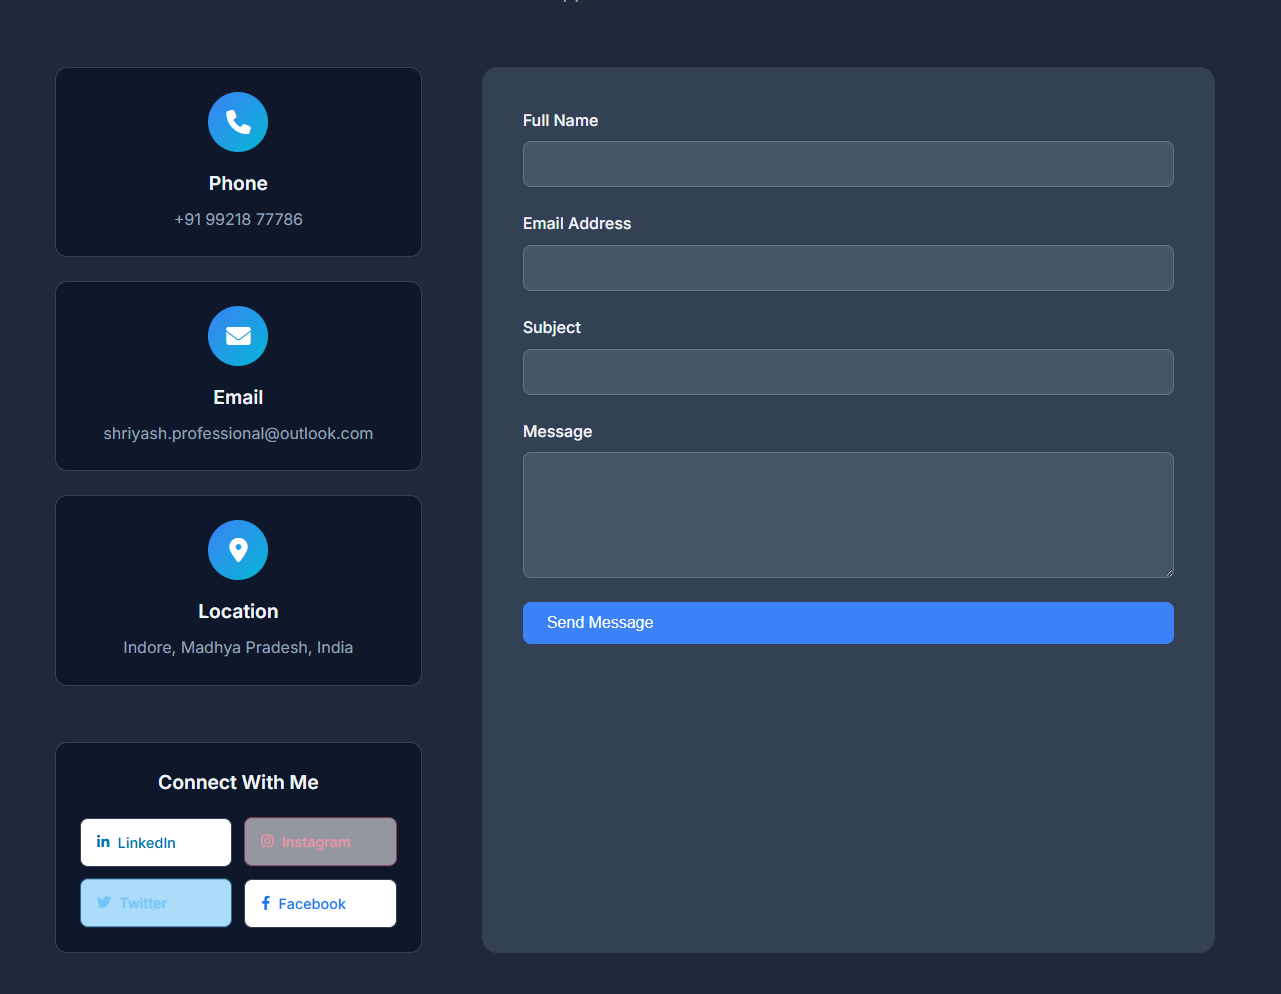 Phone
+91 99218 77786
Email
shriyash.professional@outlook.com
Location
Indore, Madhya Pradesh, India
Connect With Me
LinkedIn
Instagram
Twitter
Facebook
Full Name
Email Address
Subject
Message
Send Message